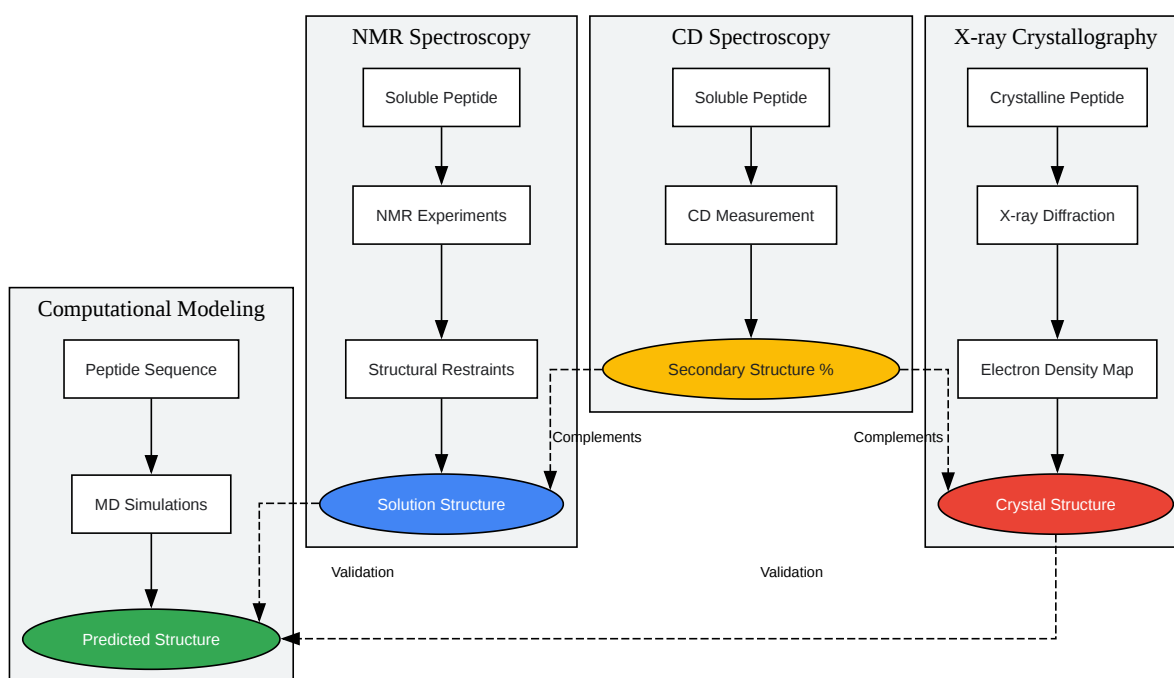 NMR Spectroscopy
CD Spectroscopy
X-ray Crystallography
Soluble Peptide
Soluble Peptide
Crystalline Peptide
NMR Experiments
CD Measurement
X-ray Diffraction
Computational Modeling
Peptide Sequence
Structural Restraints
Secondary Structure %
Electron Density Map
Complements
Complements
MD Simulations
Solution Structure
Crystal Structure
Validation
Validation
Predicted Structure